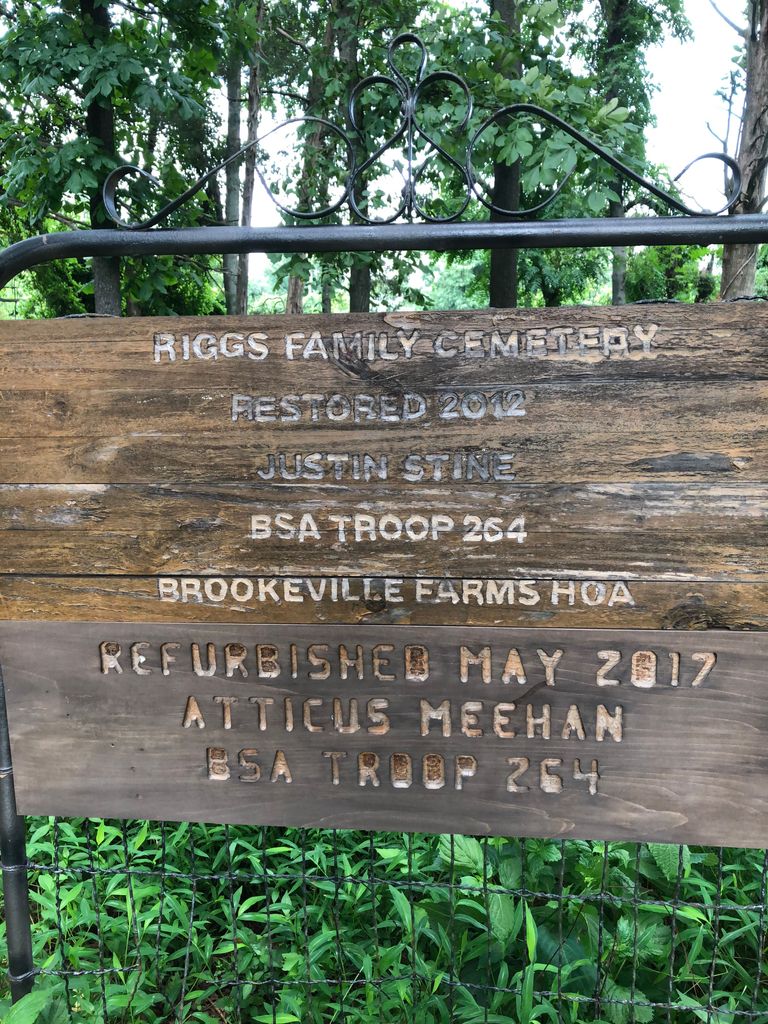 RIGGS FAMILY CEMETERY
RESTORED 2012
JUSTIN STINE
BSA TROOP 264
BROOKEVILLE FARMS HOA
REFURBISHED MAY 2017
ATTICUS MEEHAN
BSA TROOP 264